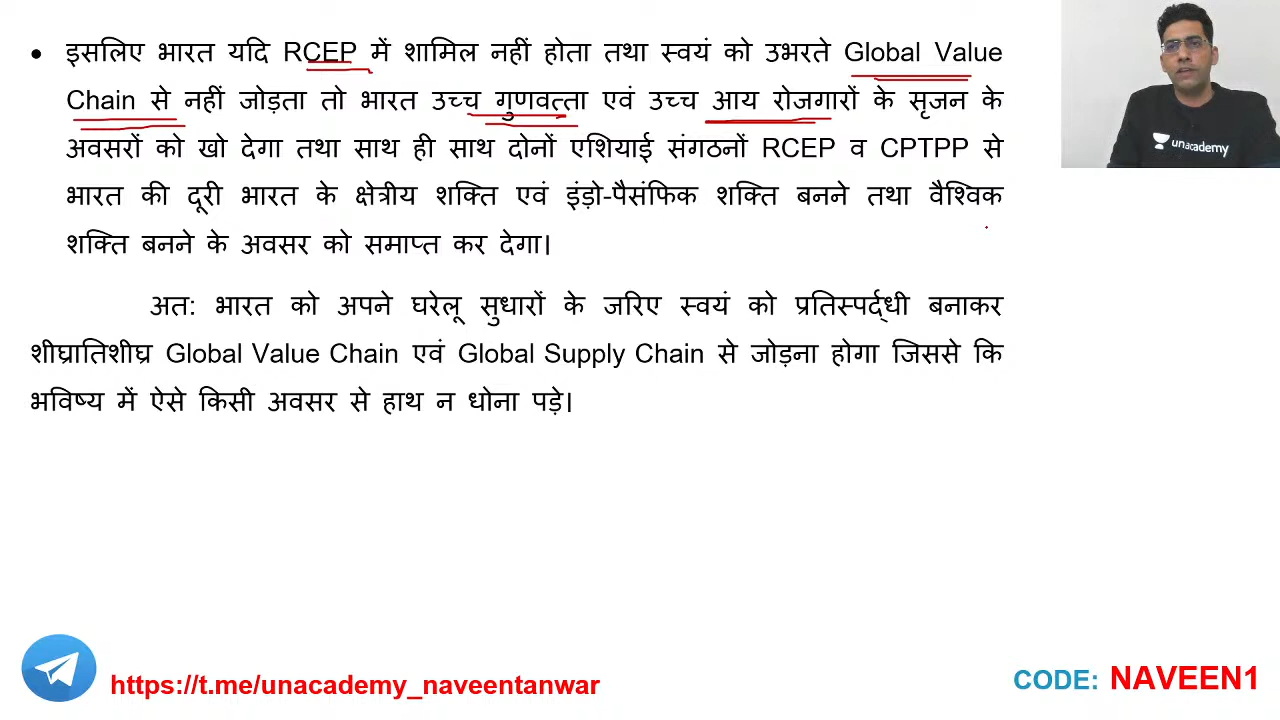 • इसलिए भारत यदि RCEP में शामिल नहीं होता तथा स्वयं को उभरते Global Value
Chain से नहीं जोड़ता तो भारत उच्च गुणवत्ता एवं उच्च आय रोजगारों के सृजन के
अवसरों को खो देगा तथा साथ ही साथ दोनों एशियाई संगठनों RCEP व CPTPP से
भारत की दूरी भारत के क्षेत्रीय शक्ति एवं इंड़ो-पैसंफिक शक्ति बनने तथा वैश्विक
शक्ति बनने के अवसर को समाप्त कर देगा।
अत: भारत को अपने घरेलू सुधारों के जरिए स्वयं को प्रतिस्पर्द्धी बनाकर
शीघ्रातिशीघ्र Global Value Chain एवं Global Supply Chain से जोड़ना होगा जिससे कि
भविष्य में ऐसे किसी अवसर से हाथ न धोना पड़े।
unacademy
https://t.me/unacademy_naveentanwar
CODE: NAVEEN1